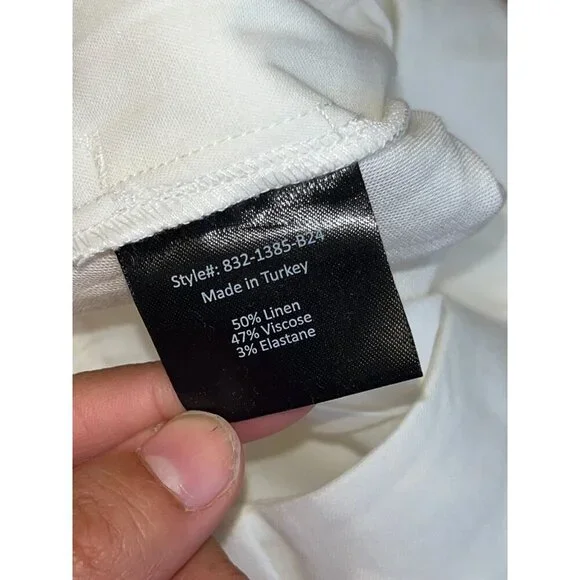 Style#: 832-1385-B24
Made in Turkey
50% Linen
47% Viscose
3% Elastane